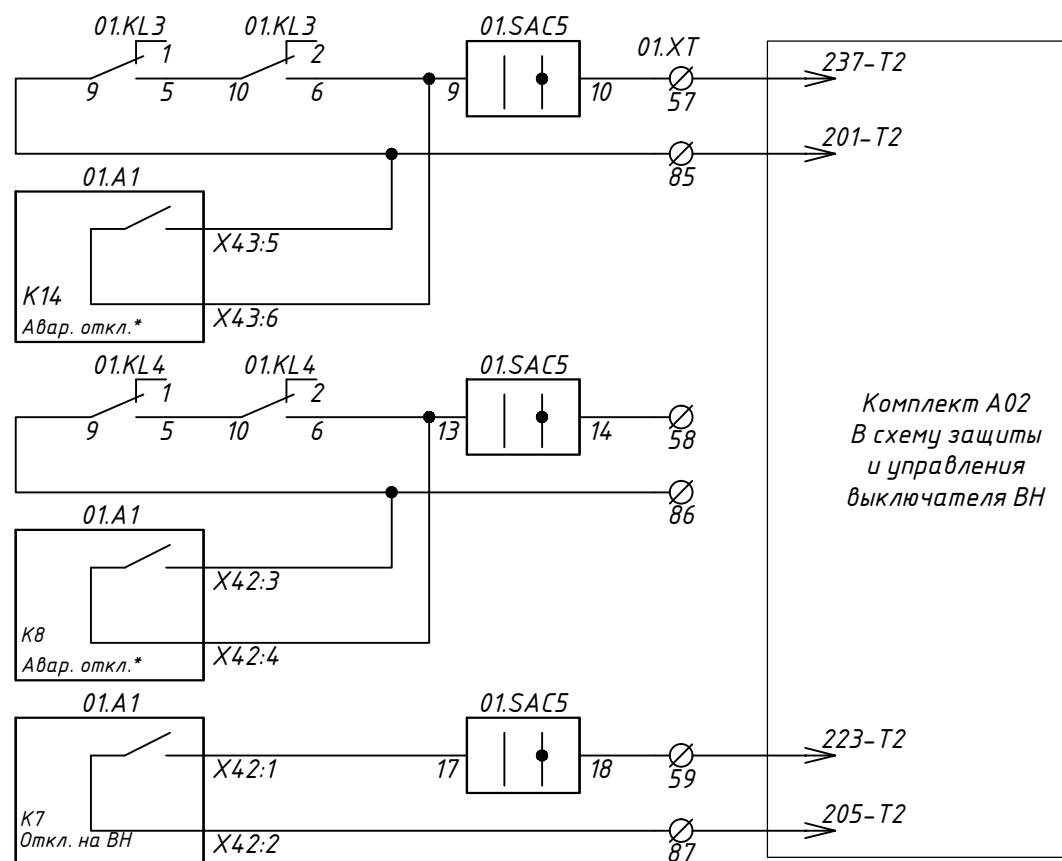 01.KL3 01.KL3 01.SAC5 01.XT
1 2
9 5 10 6 9 10 57 237-T2
85 201-T2
01.A1
X43:5
K14
Авар. откл.*
X43:6
01.KL4 01.KL4 01.SAC5
1 2
9 5 10 6 13 14 58
86
Комплект А02
В схему защиты
и управления
выключателя ВН
01.A1
X42:3
K8
Авар. откл.*
X42:4
01.A1 01.SAC5
X42:1 17 18 59 223-T2
K7
Откл. на ВН
X42:2 87 205-T2